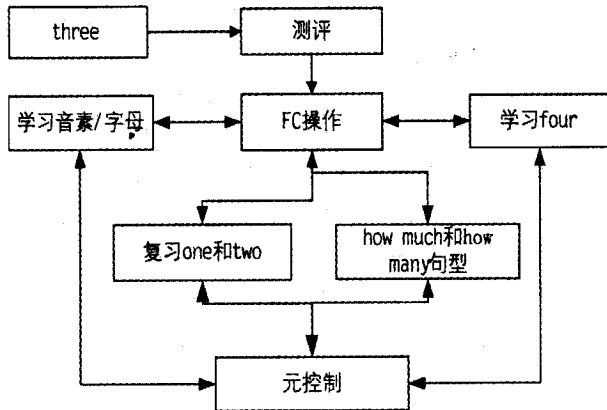 three
测评
学习音素/字母
FC操作
学习four
复习one和two
how much和how
many句型
元控制